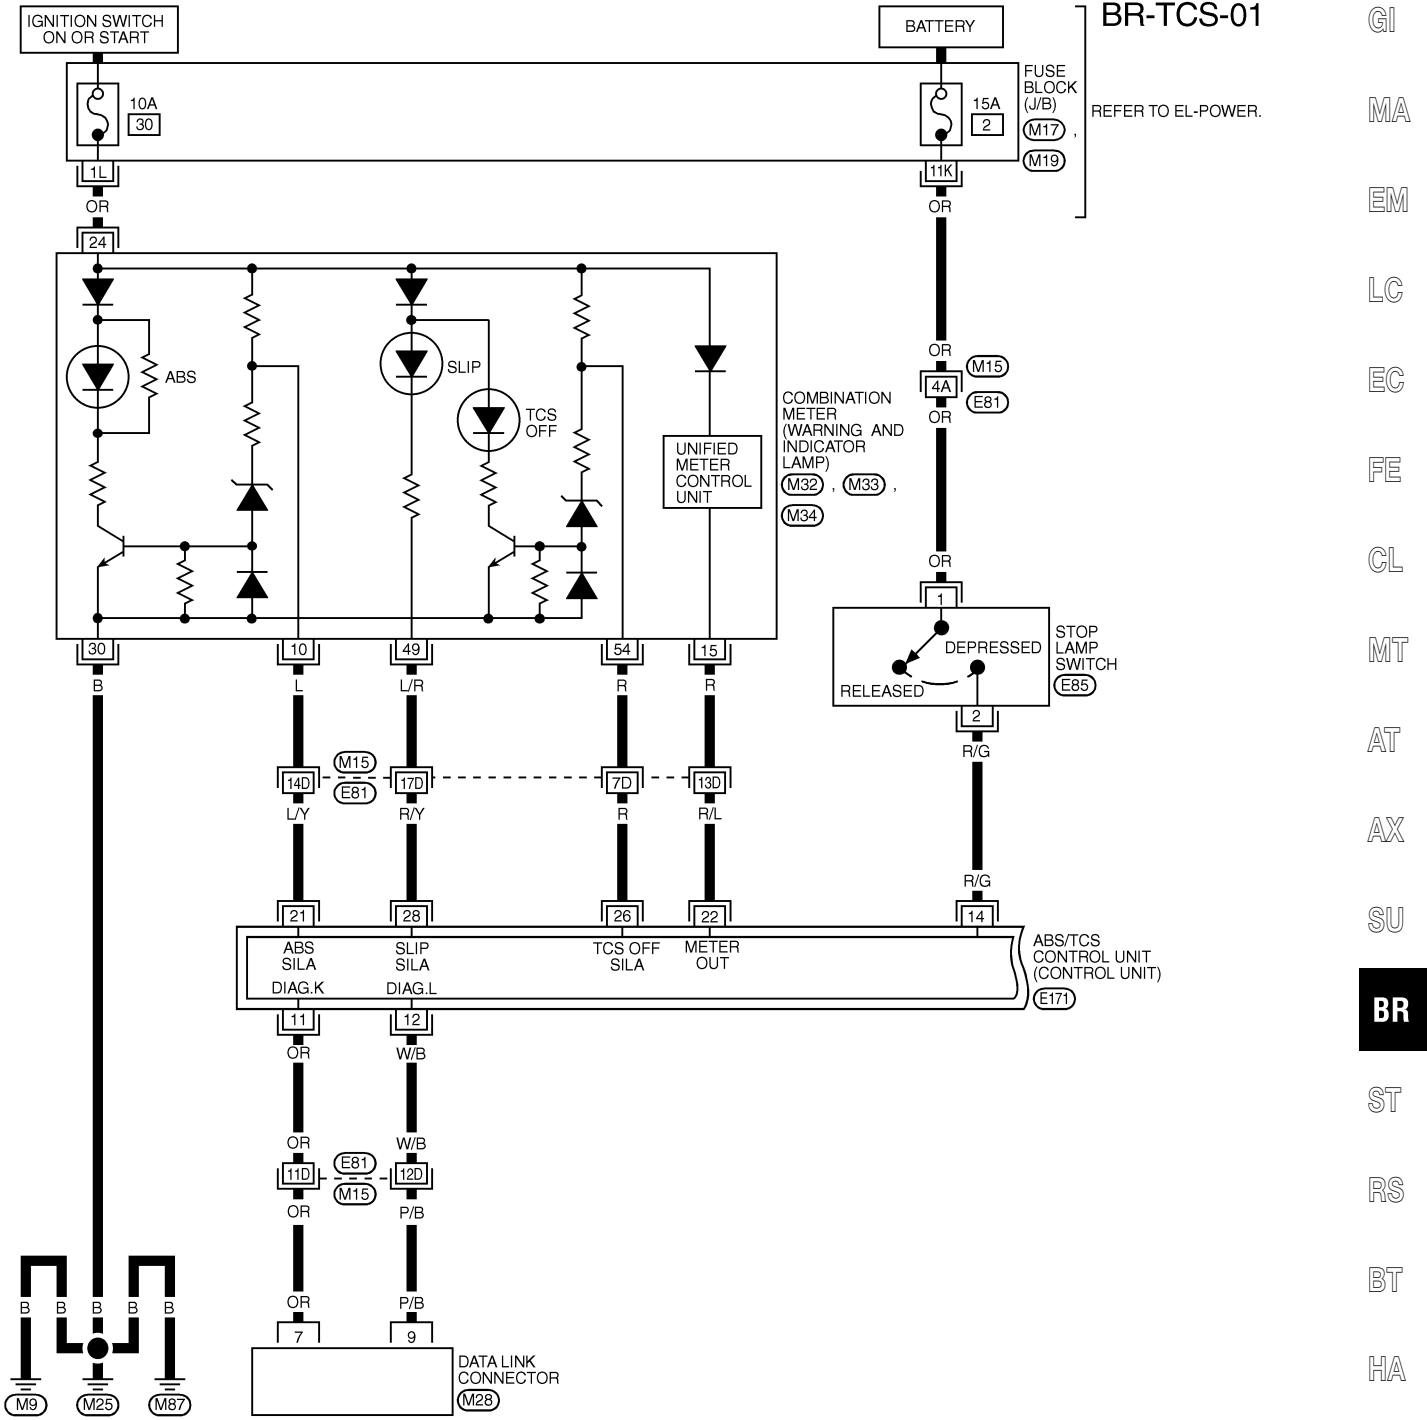 IGNITION SWITCH
ON OR START
BATTERY
BR-TCS-01
10A
30
15A
2
FUSE
BLOCK
(J/B)
M17 ,
M19
REFER TO EL-POWER.
1L
OR
24
11K
OR
OR
M15
4A
E81
OR
OR
ABS
SLIP
TCS
OFF
UNIFIED
METER
CONTROL
UNIT
COMBINATION
METER
(WARNING AND
INDICATOR
LAMP)
M32 , M33 ,
M34
1
DEPRESSED
RELEASED
STOP
LAMP
SWITCH
E85
2
R/G
R/G
30
10
49
54
15
B
L
L/R
R
R
14D
M15
E81
17D
7D
13D
L/Y
R/Y
R
R/L
21
28
26
22
14
ABS
SILA
SLIP
SILA
TCS OFF
SILA
METER
OUT
DIAG.K
DIAG.L
ABS/TCS
CONTROL UNIT
(CONTROL UNIT)
E171
11
12
OR
W/B
OR
W/B
11D
E81
M15
12D
OR
P/B
OR
P/B
7
9
DATA LINK
CONNECTOR
M28
B B B B B
M9 M25 M87
GI
MA
EM
LC
EC
FE
CL
MT
AT
AX
SU
BR
ST
RS
BT
HA